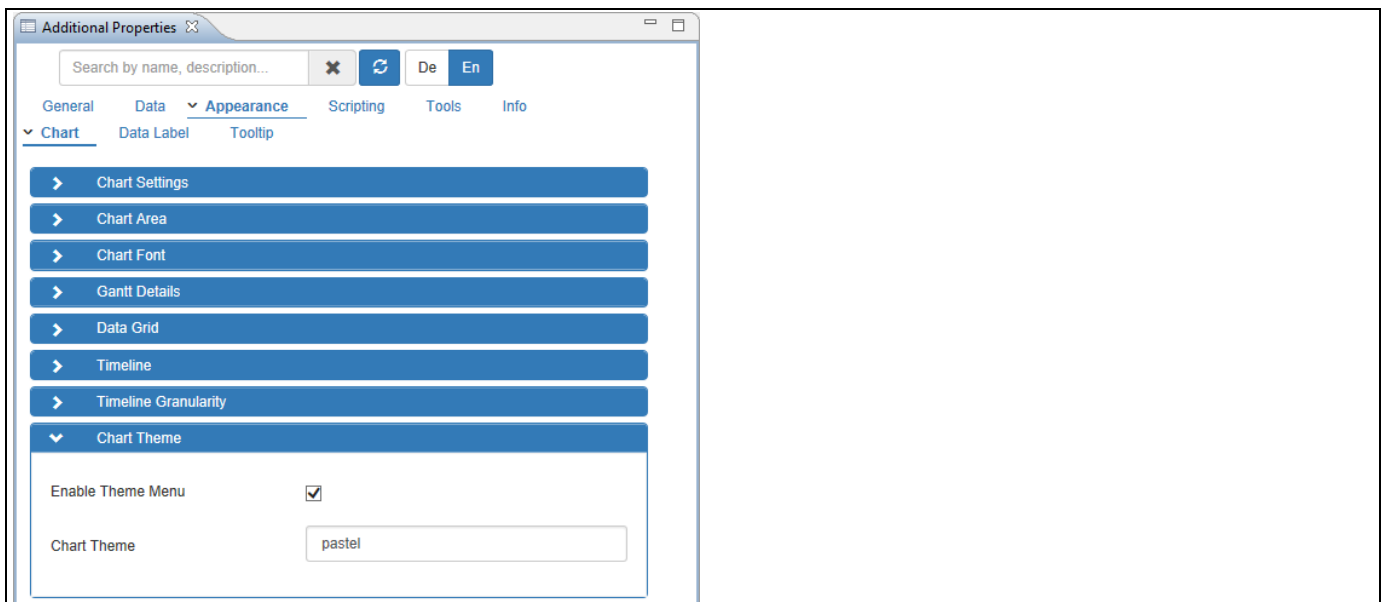 Additional Properties
Search by name, description... De En
General Data Appearance Scripting Tools Info
Chart Data Label Tooltip
Chart Settings
Chart Area
Chart Font
Gantt Details
Data Grid
Timeline
Timeline Granularity
Chart Theme
Enable Theme Menu
Chart Theme pastel